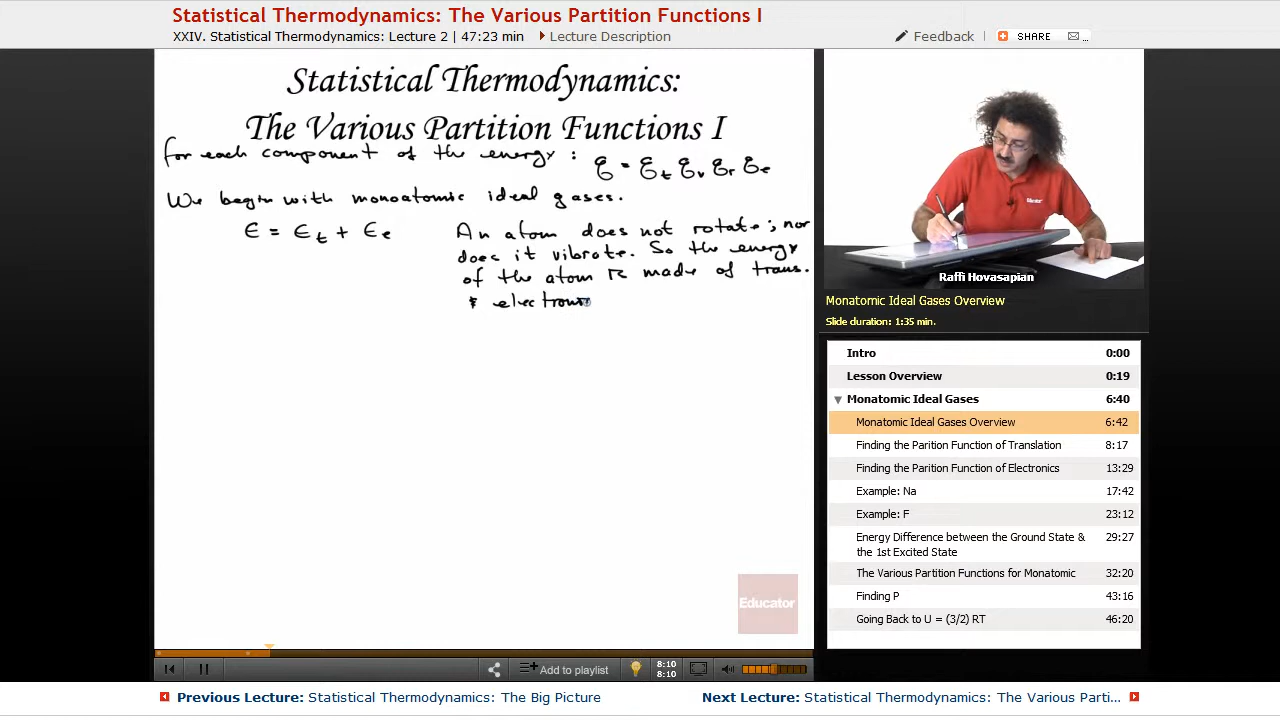 Statistical Thermodynamics: The Various Partition Functions I
XXIV. Statistical Thermodynamics: Lecture 2 | 47:23 min
Lecture Description
Feedback
SHARE
...
Statistical Thermodynamics:
The Various Partition Functions I
for each component of the energy : q = q_t q_v q_r q_e
We begin with monoatomic ideal gases.
ε = ε_t + ε_e
An atom does not rotate ; nor
does it vibrate. So the energy
of the atom is made of trans.
& electron
Educator
Raffi Hovasapian
Monatomic Ideal Gases Overview
Slide duration: 1:35 min.
Intro 0:00
Lesson Overview 0:19
Monatomic Ideal Gases 6:40
Monatomic Ideal Gases Overview 6:42
Finding the Parition Function of Translation 8:17
Finding the Parition Function of Electronics 13:29
Example: Na 17:42
Example: F 23:12
Energy Difference between the Ground State & 29:27
the 1st Excited State
The Various Partition Functions for Monatomic 32:20
Finding P 43:16
Going Back to U = (3/2) RT 46:20
Add to playlist
8:10
8:10
Previous Lecture: Statistical Thermodynamics: The Big Picture
Next Lecture: Statistical Thermodynamics: The Various Parti...